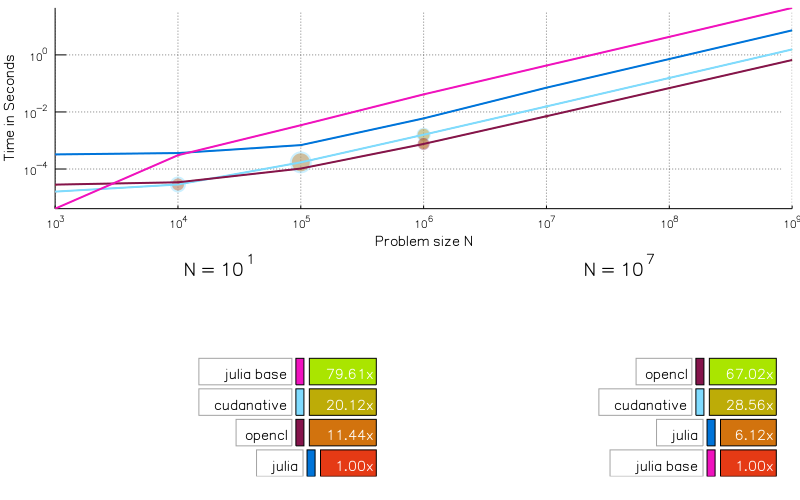 Time in Seconds
10^0
10^-2
10^-4
10^3 10^4 10^5 10^6 10^7 10^8 10^9
Problem size N
N = 10^1
N = 10^7
julia base 79.61x
cudanative 20.12x
opencl 11.44x
julia 1.00x
opencl 67.02x
cudanative 28.56x
julia 6.12x
julia base 1.00x